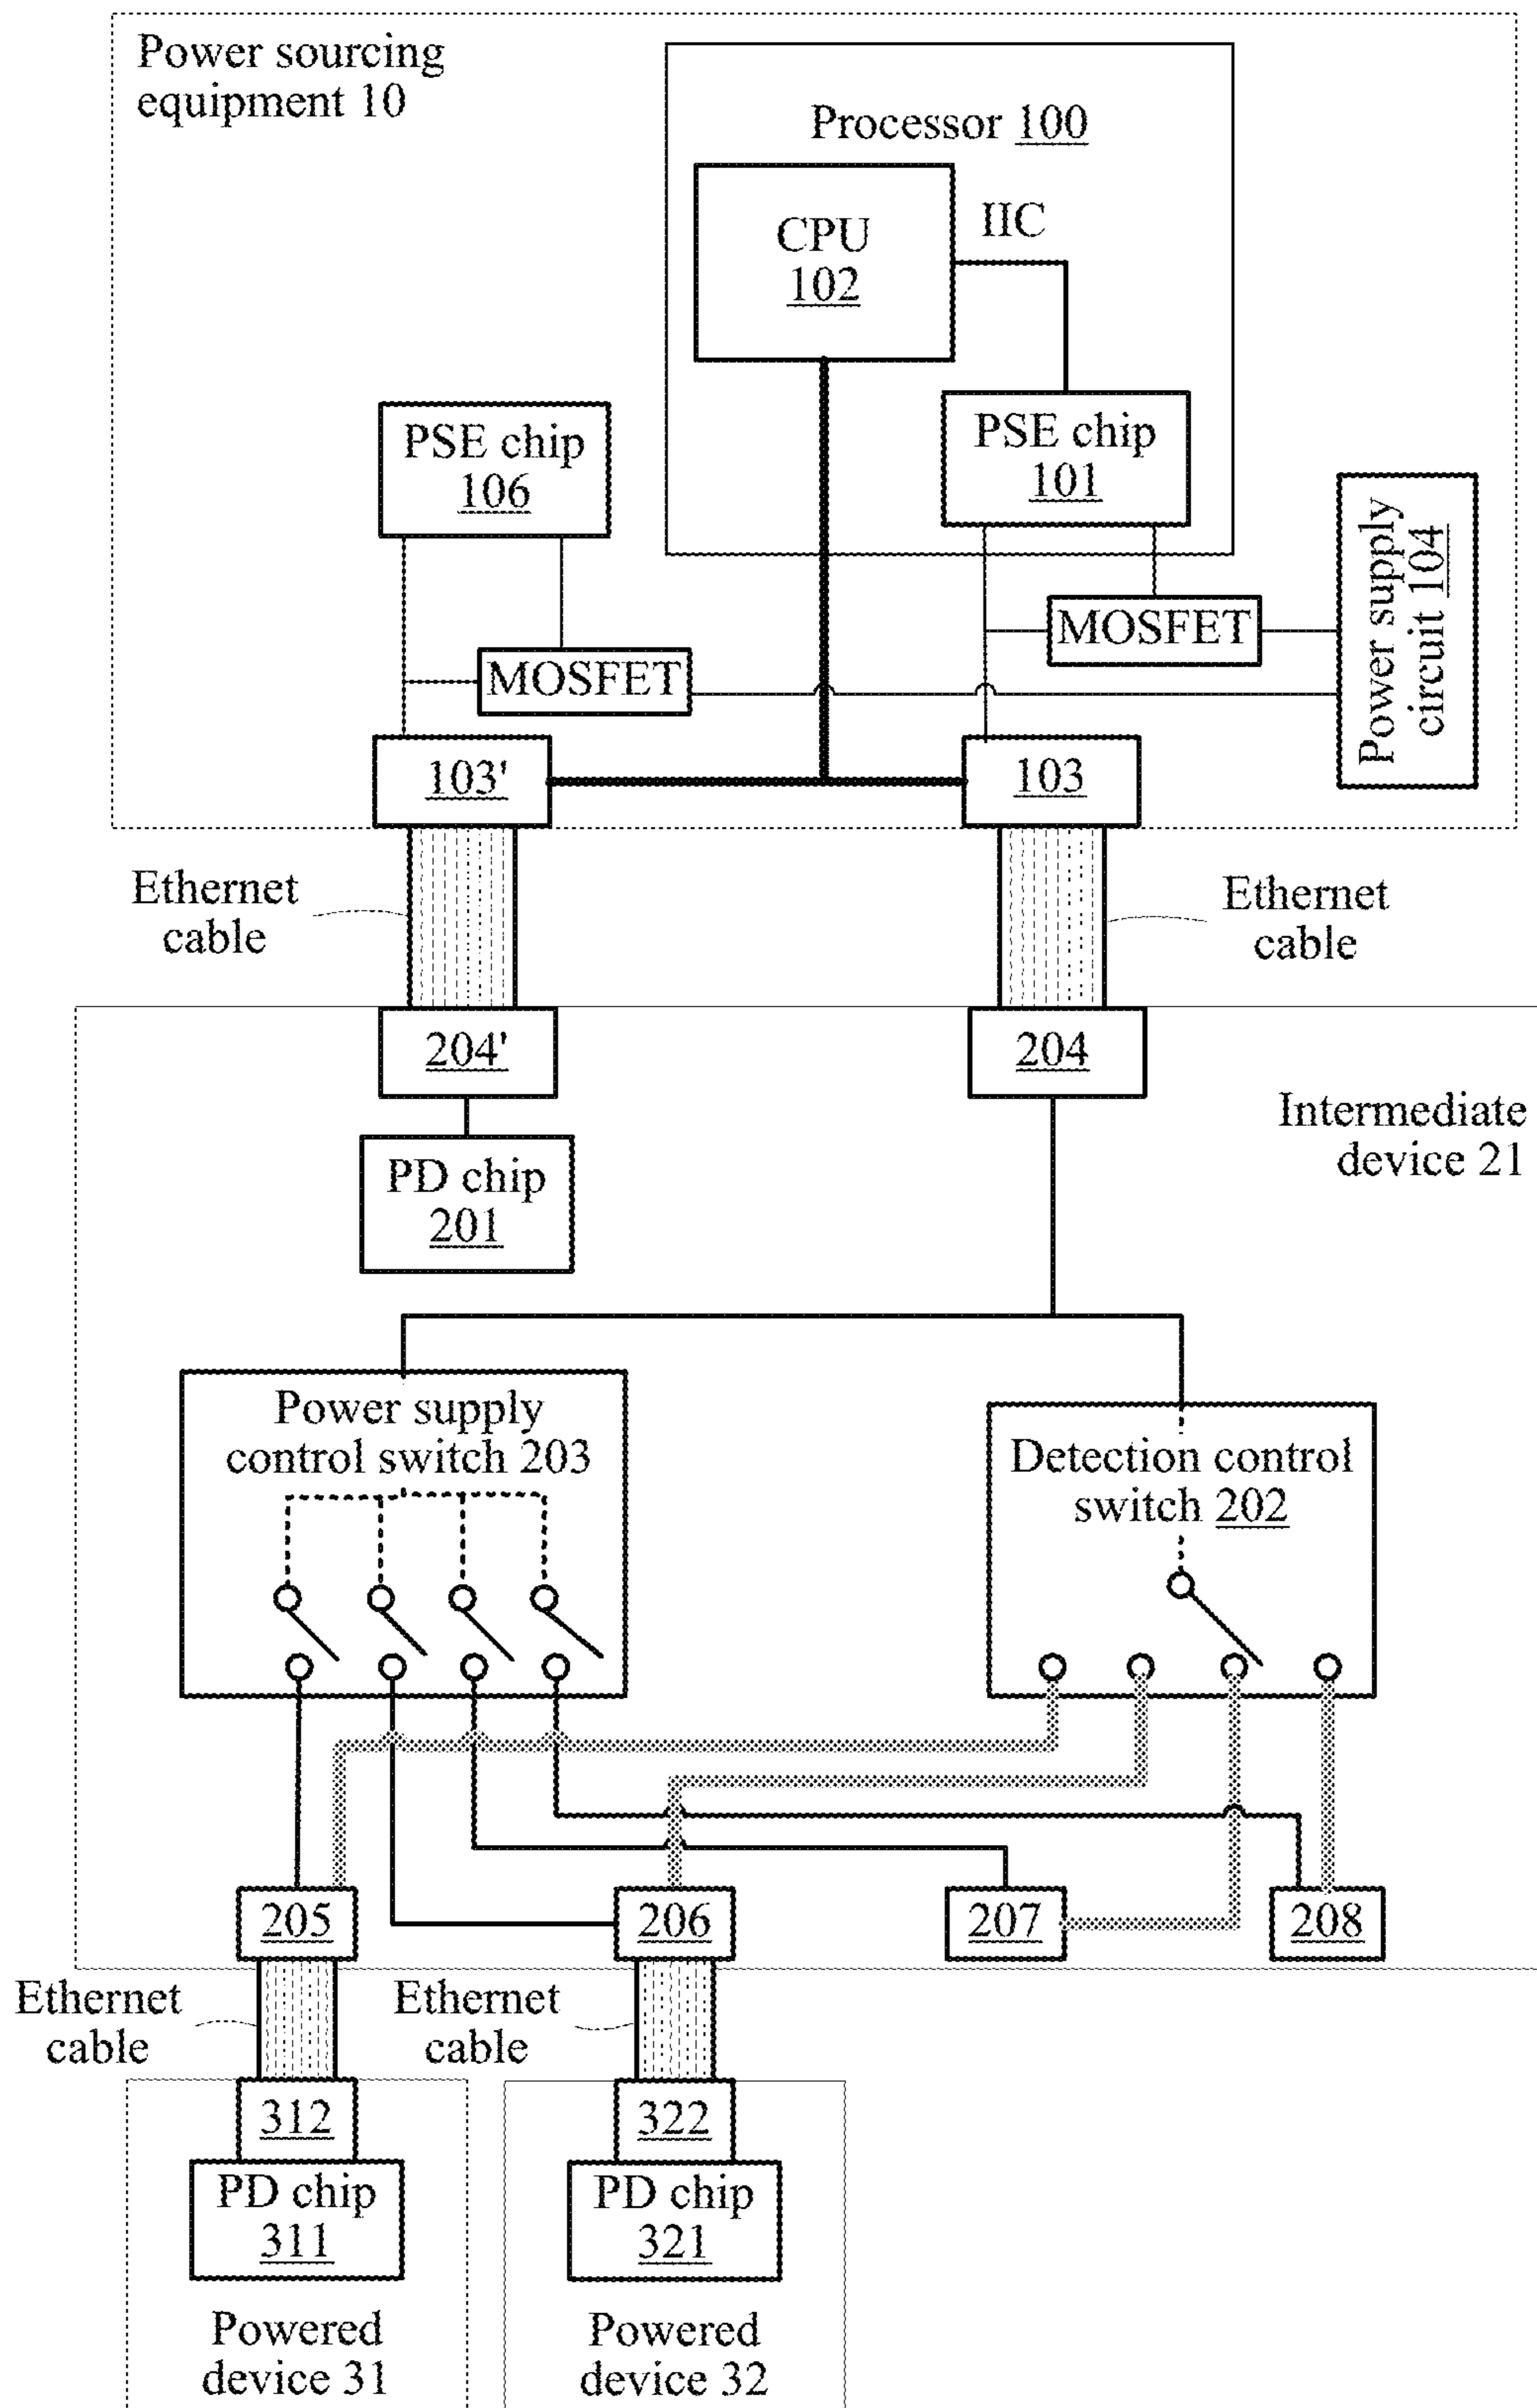 Power sourcing
equipment 10
Processor 100
CPU
102
IIC
PSE chip
106
PSE chip
101
Power supply
circuit 104
MOSFET
MOSFET
103'
103
Ethernet
cable
Ethernet
cable
204'
204
Intermediate
device 21
PD chip
201
Power supply
control switch 203
Detection control
switch 202
205
206
207
208
Ethernet
cable
Ethernet
cable
312
322
PD chip
311
PD chip
321
Powered
device 31
Powered
device 32